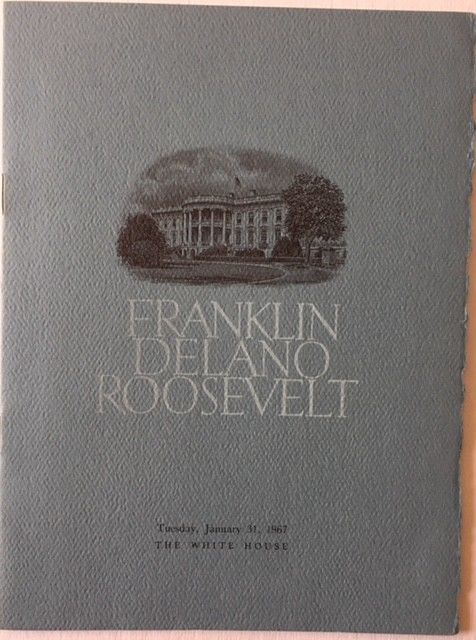 FRANKLIN
DELANO
ROOSEVELT
Tuesday, January 31, 1967
THE WHITE HOUSE